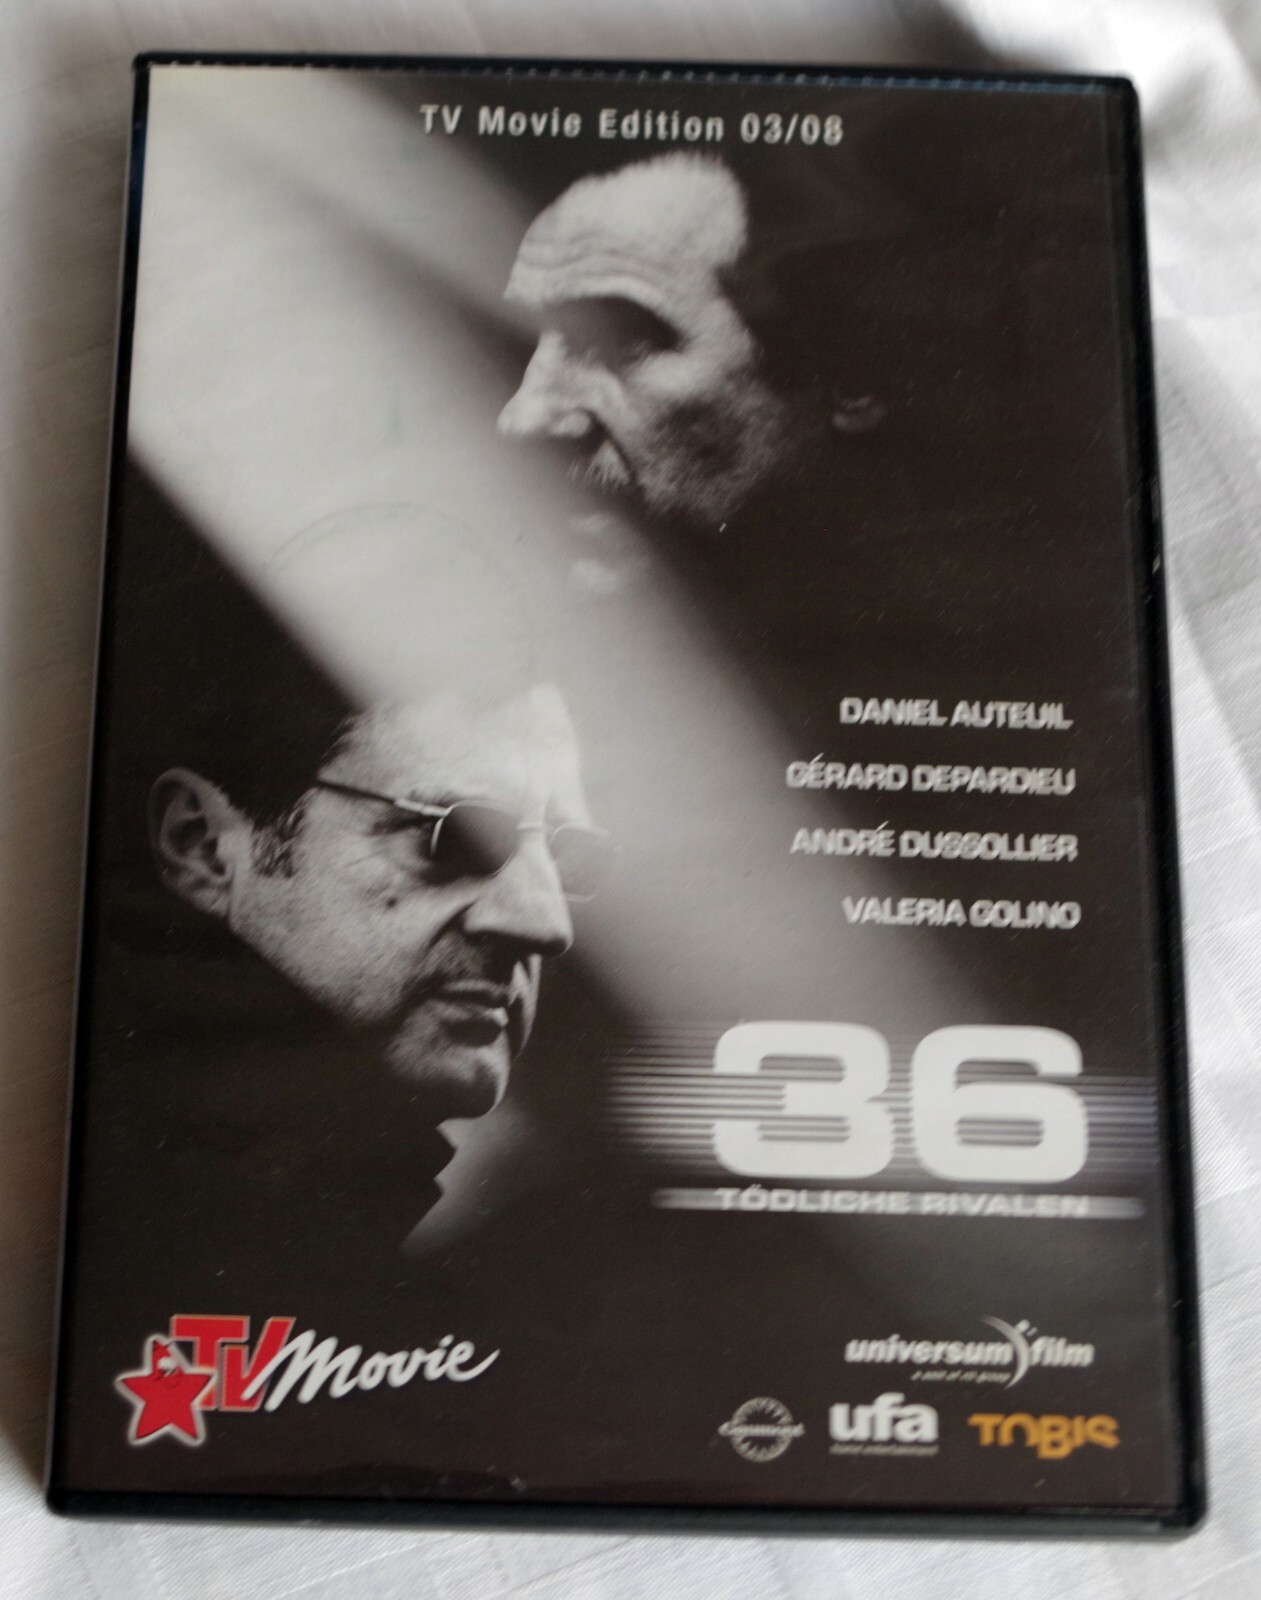 TV Movie Edition 03/08
DANIEL AUTEUIL
GÉRARD DEPARDIEU
ANDRÉ DUSSOLLIER
VALERIA GOLINO
36
TÖDLICHE RIVALEN
TV Movie
universum film
ufa
TOBIS